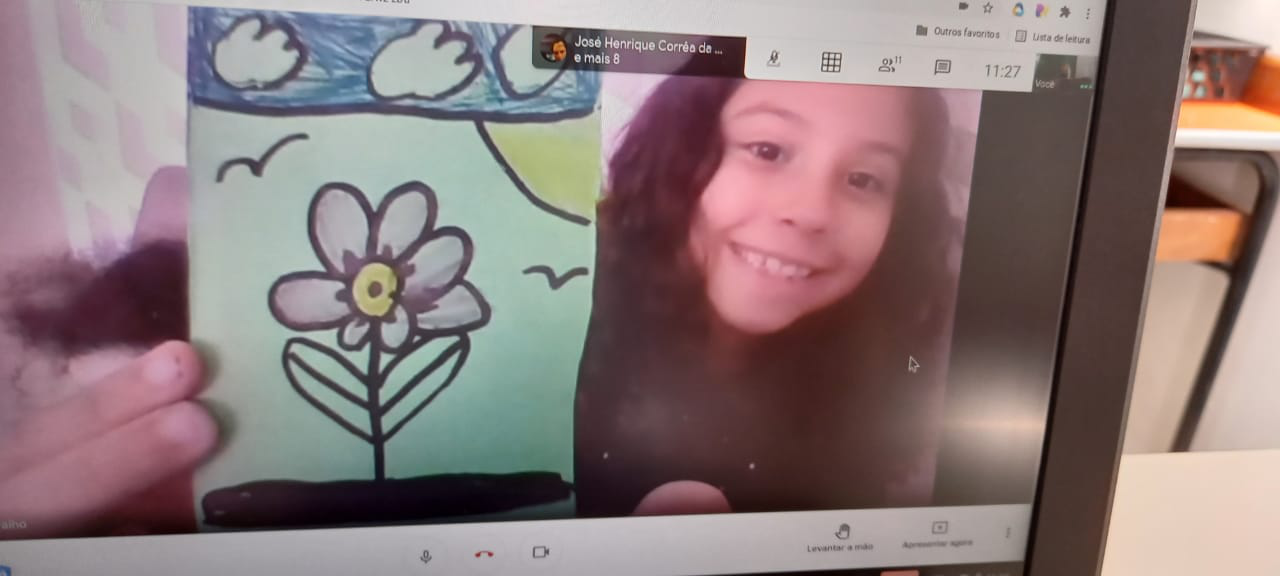 Outros favoritos
Lista de leitura
José Henrique Corrêa da ...
e mais 8
11
11:27
Você
alho
Levantar a mão
Apresentar agora